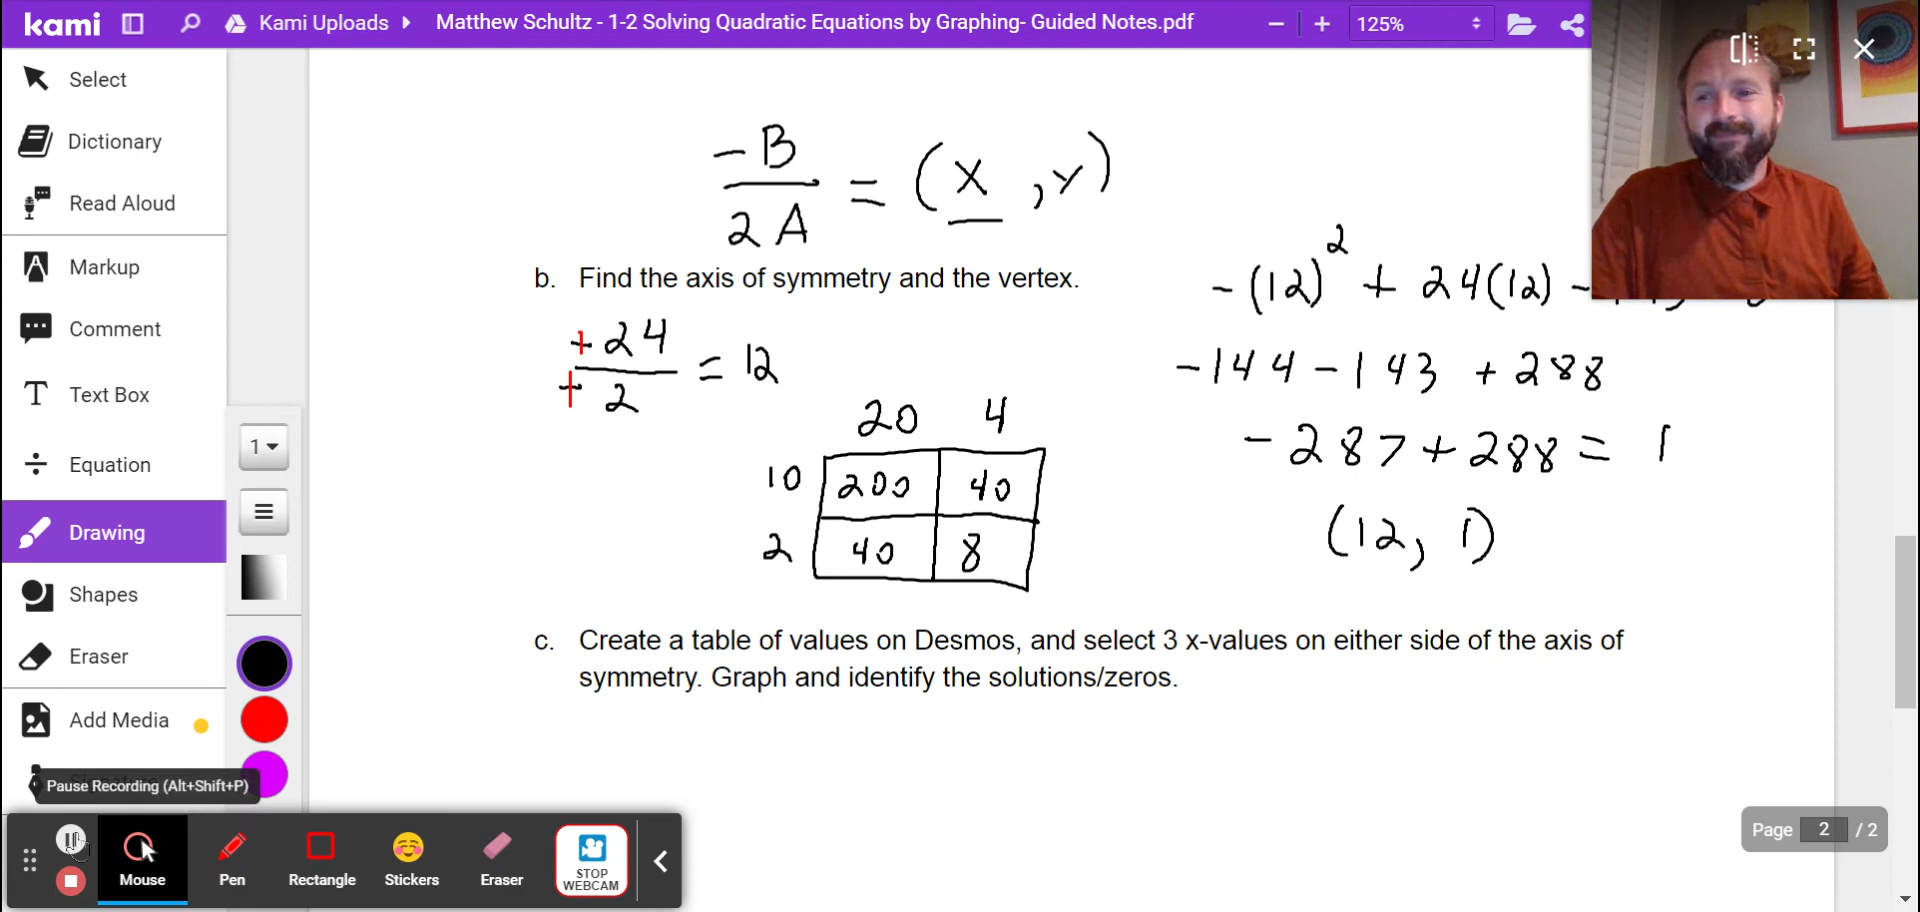 kami Kami Uploads Matthew Schultz - 1-2 Solving Quadratic Equations by Graphing- Guided Notes.pdf − + 125%
Select
Dictionary
Read Aloud
Markup
Comment
Text Box
Equation
Drawing
Shapes
Eraser
Add Media
Pause Recording (Alt+Shift+P)
1
-B
2A
= (x, y)
b. Find the axis of symmetry and the vertex.
+24
+2
= 12
20 4
10 200 40
2 40 8
-(12)² + 24(12) -
-144 - 143 + 288
-287 + 288 = 1
(12, 1)
c. Create a table of values on Desmos, and select 3 x-values on either side of the axis of
symmetry. Graph and identify the solutions/zeros.
Page 2 / 2
Mouse
Pen
Rectangle
Stickers
Eraser
STOP
WEBCAM